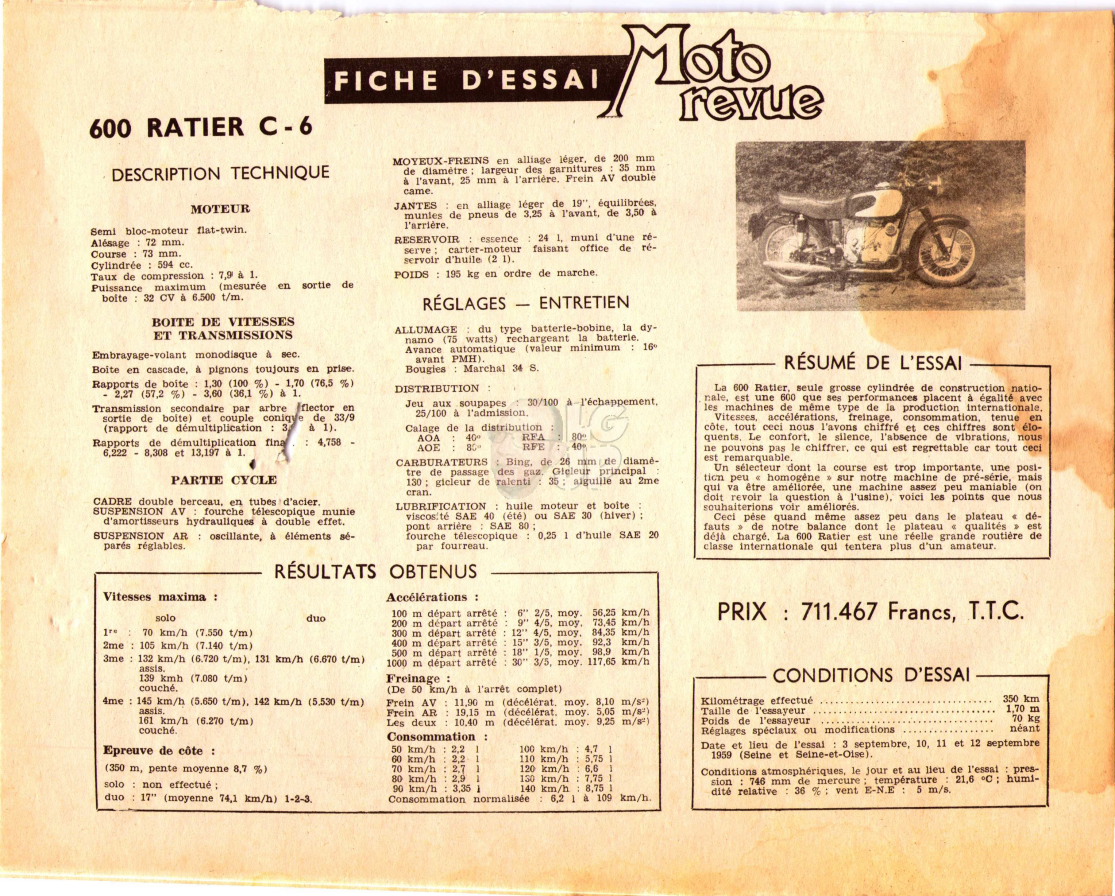 FICHE D'ESSAI
Moto
revue
600 RATIER C-6
DESCRIPTION TECHNIQUE
MOTEUR
Semi bloc-moteur flat-twin.
Alésage : 72 mm.
Course : 73 mm.
Cylindrée : 594 cc.
Taux de compression : 7,9 à 1.
Puissance maximum (mesurée en sortie de
boîte : 32 CV à 6.500 t/m.
BOITE DE VITESSES
ET TRANSMISSIONS
Embrayage-volant monodisque à sec.
Boîte en cascade, à pignons toujours en prise.
Rapports de boîte : 1,30 (100 %) - 1,70 (76,5 %)
- 2,27 (57,2 %) - 3,60 (36,1 %) à 1.
Transmission secondaire par arbre flector en
sortie de boîte) et couple conique de 33/9
(rapport de démultiplication : à 1).
Rapports de démultiplication : 4,758 -
6,222 - 8,308 et 13,197 à 1.
PARTIE CYCLE
CADRE double berceau, en tubes d'acier.
SUSPENSION AV : fourche télescopique munie
d'amortisseurs hydrauliques à double effet.
SUSPENSION AR : oscillante, à éléments sé-
parés réglables.
MOYEUX-FREINS en alliage léger, de 200 mm
de diamètre ; largeur des garnitures : 35 mm
à l'avant, 25 mm à l'arrière. Frein AV double
came.
JANTES : en alliage léger de 19", équilibrées,
munies de pneus de 3,25 à l'avant, de 3,50 à
l'arrière.
RESERVOIR : essence : 24 l, muni d'une ré-
serve ; carter-moteur faisant office de ré-
servoir d'huile (2 l).
POIDS : 195 kg en ordre de marche.
RÉGLAGES — ENTRETIEN
ALLUMAGE : du type batterie-bobine, la dy-
namo (75 watts) rechargeant la batterie.
Avance automatique (valeur minimum : 16°
avant PMH).
Bougies : Marchal 34 S.
DISTRIBUTION :
Jeu aux soupapes : 30/100 à l'échappement,
25/100 à l'admission.
Calage de la distribution :
AOA : 40° RFA : 80°
AOE : 80° RFE : 40°
CARBURATEURS : Bing, de 26 mm de diamè-
tre de passage des gaz. Gicleur principal :
130 ; gicleur de ralenti : 35 ; aiguille au 2me
cran.
LUBRIFICATION : huile moteur et boîte :
viscosité SAE 40 (été) ou SAE 30 (hiver) ;
pont arrière : SAE 80 ;
fourche télescopique : 0,25 l d'huile SAE 20
par fourreau.
RÉSUMÉ DE L'ESSAI
La 600 Ratier, seule grosse cylindrée de construction natio-
nale, est une 600 que ses performances placent à égalité avec
les machines de même type de la production internationale.
Vitesses, accélérations, freinage, consommation, tenue en
côte, tout ceci nous l'avons chiffré et ces chiffres sont élo-
quents. Le confort, le silence, l'absence de vibrations, nous
ne pouvons pas le chiffrer, ce qui est regrettable car tout ceci
est remarquable.
Un sélecteur dont la course est trop importante, une posi-
tion peu « homogène » sur notre machine de pré-série, mais
qui va être améliorée, une machine assez peu maniable (on
doit revoir la question à l'usine), voici les points que nous
souhaiterions voir améliorés.
Ceci pèse quand même assez peu dans le plateau « dé-
fauts » de notre balance dont le plateau « qualités » est
déjà chargé. La 600 Ratier est une réelle grande routière de
classe internationale qui tentera plus d'un amateur.
RÉSULTATS OBTENUS
Vitesses maxima :
solo duo
1re : 70 km/h (7.550 t/m)
2me : 105 km/h (7.140 t/m)
3me : 132 km/h (6.720 t/m), 131 km/h (6.670 t/m)
assis.
139 kmh (7.080 t/m)
couché.
4me : 145 km/h (5.650 t/m), 142 km/h (5.530 t/m)
assis.
161 km/h (6.270 t/m)
couché.
Epreuve de côte :
(350 m, pente moyenne 8,7 %)
solo : non effectué ;
duo : 17" (moyenne 74,1 km/h) 1-2-3.
Accélérations :
100 m départ arrêté : 6" 2/5, moy. 56,25 km/h
200 m départ arrêté : 9" 4/5, moy. 73,45 km/h
300 m départ arrêté : 12" 4/5, moy. 84,35 km/h
400 m départ arrêté : 15" 3/5, moy. 92,3 km/h
500 m départ arrêté : 18" 1/5, moy. 98,9 km/h
1000 m départ arrêté : 30" 3/5, moy. 117,65 km/h
Freinage :
(De 50 km/h à l'arrêt complet)
Frein AV : 11,96 m (décélérat. moy. 8,10 m/s²)
Frein AR : 19,15 m (décélérat. moy. 5,05 m/s²)
Les deux : 10,40 m (décélérat. moy. 9,25 m/s²)
Consommation :
50 km/h : 2,2 l 100 km/h : 4,7 l
60 km/h : 2,2 l 110 km/h : 5,75 l
70 km/h : 2,7 l 120 km/h : 6,6 l
80 km/h : 2,9 l 130 km/h : 7,75 l
90 km/h : 3,35 l 140 km/h : 8,75 l
Consommation normalisée : 6,2 l à 109 km/h.
PRIX : 711.467 Francs, T.T.C.
CONDITIONS D'ESSAI
Kilométrage effectué ................ 350 km
Taille de l'essayeur ................ 1,70 m
Poids de l'essayeur ................ 70 kg
Réglages spéciaux ou modifications ................ néant
Date et lieu de l'essai : 3 septembre, 10, 11 et 12 septembre
1959 (Seine et Seine-et-Oise).
Conditions atmosphériques, le jour et au lieu de l'essai : pres-
sion : 746 mm de mercure ; température : 21,6 °C ; humi-
dité relative : 36 % ; vent E-N.E : 5 m/s.